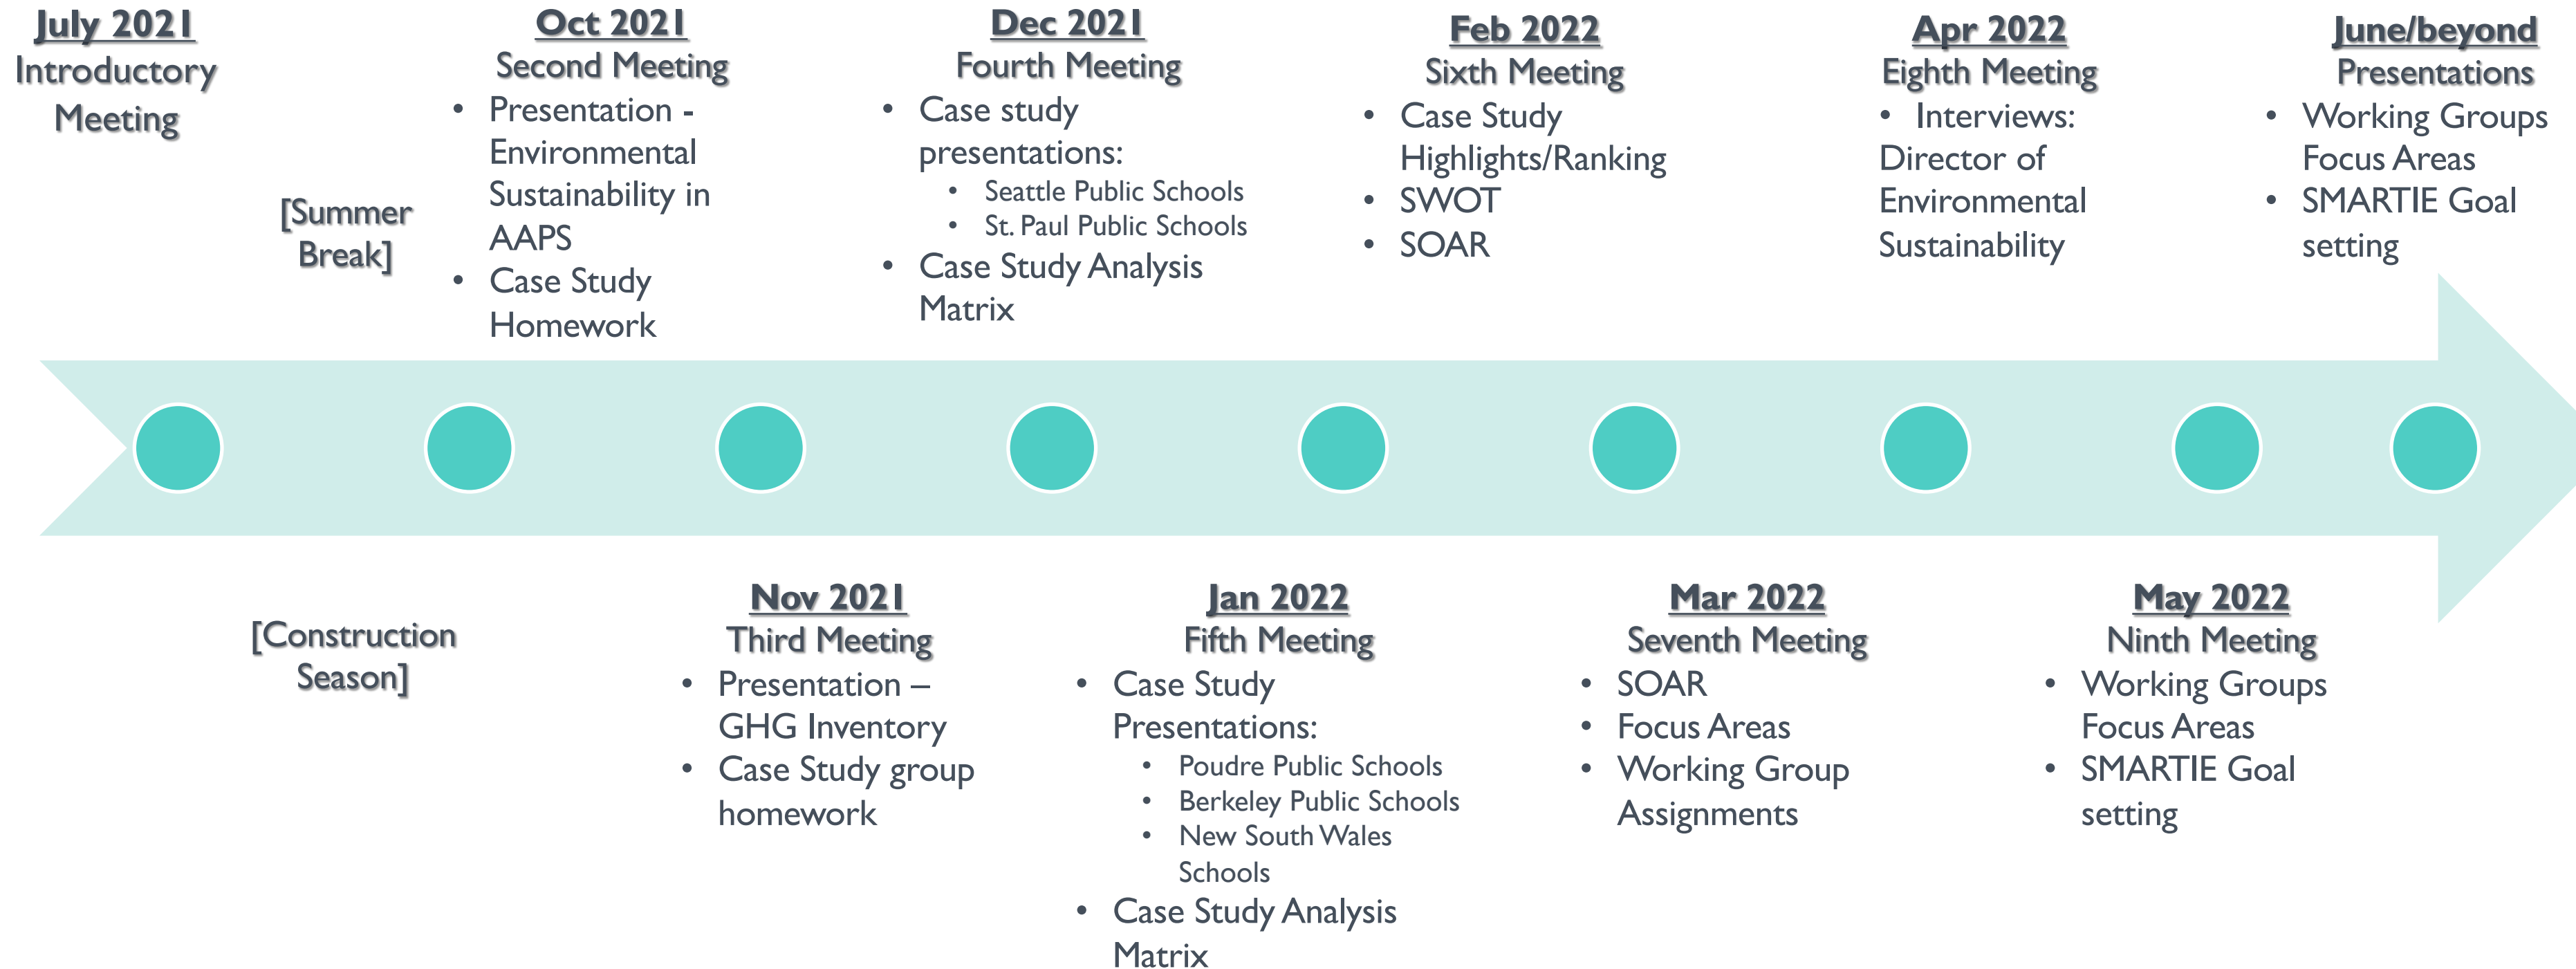 July 2021
Introductory
Meeting
[Summer
Break]
Oct 2021
Second Meeting
• Presentation -
Environmental
Sustainability in
AAPS
• Case Study
Homework
Dec 2021
Fourth Meeting
• Case study
presentations:
• Seattle Public Schools
• St. Paul Public Schools
• Case Study Analysis
Matrix
Feb 2022
Sixth Meeting
• Case Study
Highlights/Ranking
• SWOT
• SOAR
Apr 2022
Eighth Meeting
• Interviews:
Director of
Environmental
Sustainability
June/beyond
Presentations
• Working Groups
Focus Areas
• SMARTIE Goal
setting
[Construction
Season]
Nov 2021
Third Meeting
• Presentation –
GHG Inventory
• Case Study group
homework
Jan 2022
Fifth Meeting
• Case Study
Presentations:
• Poudre Public Schools
• Berkeley Public Schools
• New South Wales
Schools
• Case Study Analysis
Matrix
Mar 2022
Seventh Meeting
• SOAR
• Focus Areas
• Working Group
Assignments
May 2022
Ninth Meeting
• Working Groups
Focus Areas
• SMARTIE Goal
setting